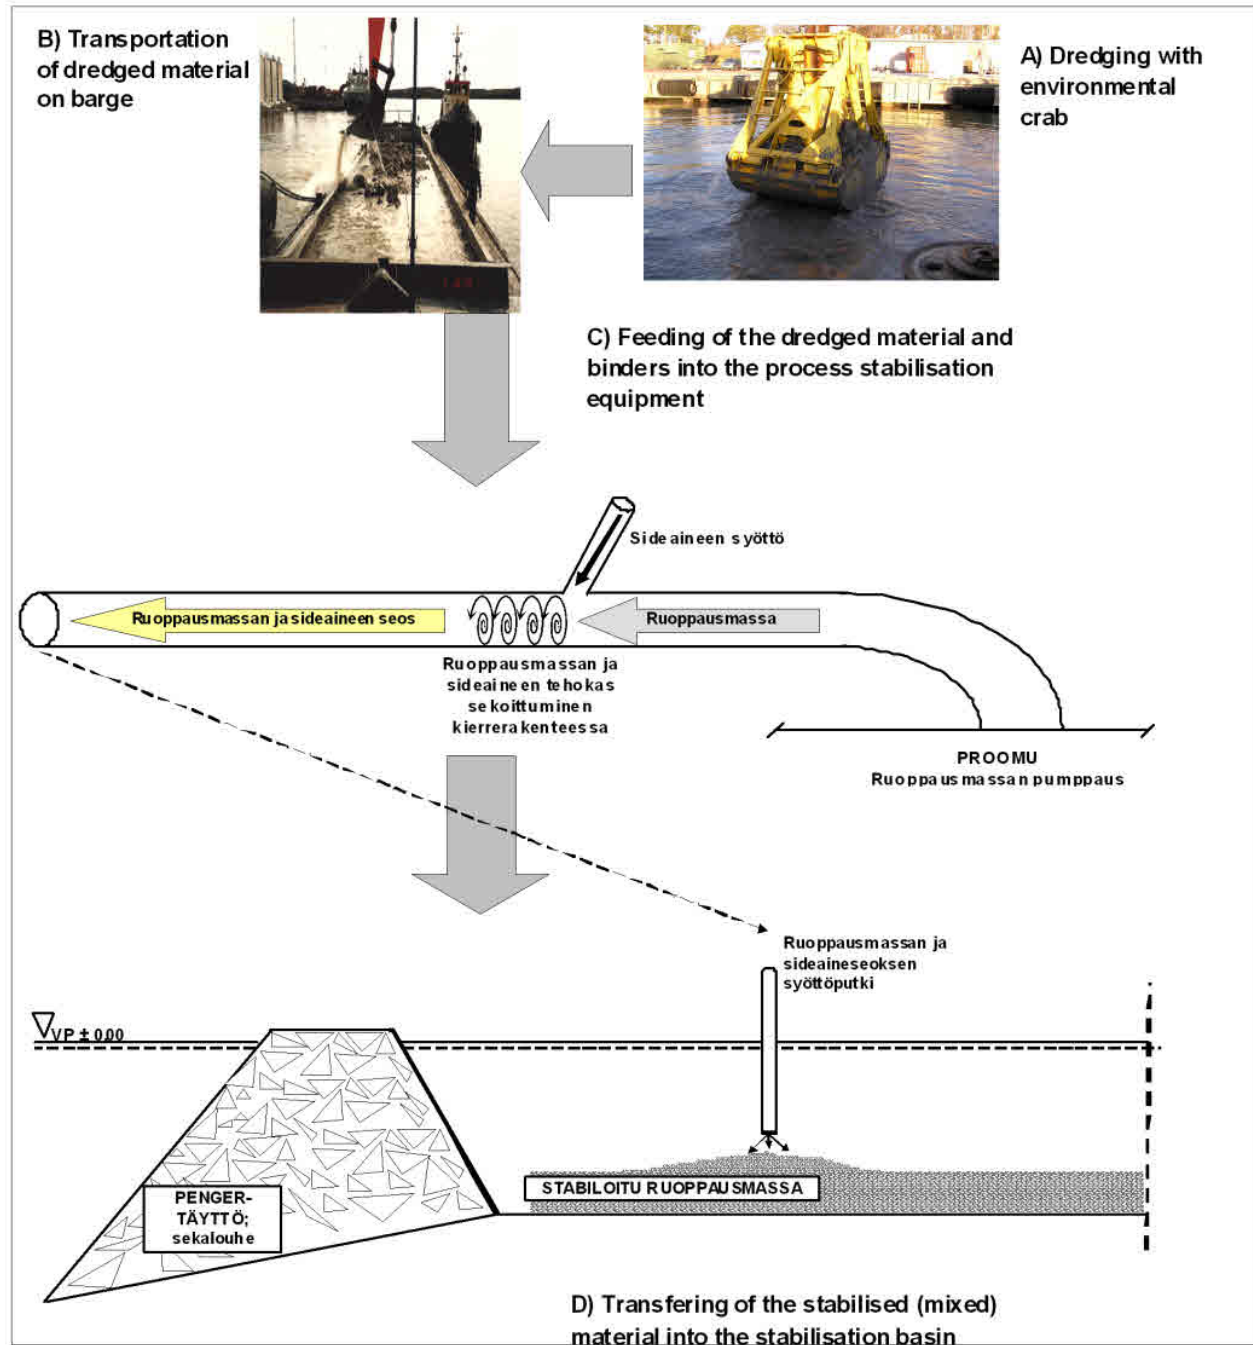 B) Transportation
of dredged material
on barge
A) Dredging with
environmental
crab
C) Feeding of the dredged material and
binders into the process stabilisation
equipment
Sideaineen syöttö
Ruoppausmassan ja sideaineen seos
Ruoppausmassa
Ruoppausmassan ja
sideaineen tehokas
sekoittuminen
kierrerakenteessa
PROOMU
Ruoppausmassan pumppaus
Ruoppausmassan ja
sideaineseoksen
syöttöputki
VP ± 0.00
STABILOITU RUOPPAUSMASSA
PENGER-
TÄYTTÖ;
sekalouhe
D) Transfering of the stabilised (mixed)
material into the stabilisation basin